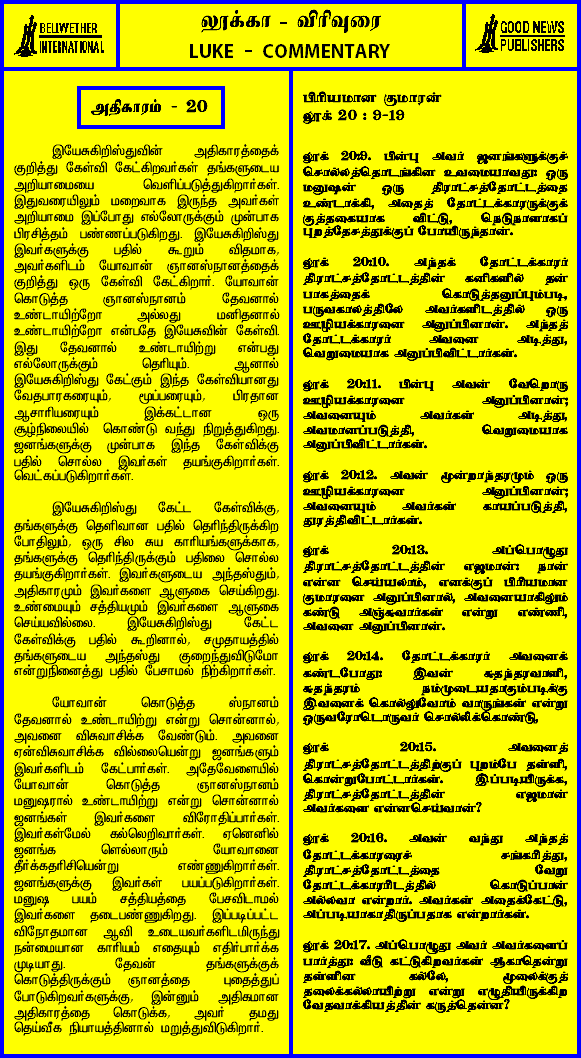 BELWETHER
INTERNATIONAL
லூக்கா - விரிவுரை
LUKE - COMMENTARY
GOOD NEWS
PUBLISHERS
அதிகாரம் - 20
இயேசுகிறிஸ்துவின் அதிகாரத்தைக்
குறித்து கேள்வி கேட்கிறவர்கள் தங்களுடைய
அறியாமையை வெளிப்படுத்துகிறார்கள்.
இதுவரையிலும் மறைவாக இருந்த அவர்கள்
அறியாமை இப்போது எல்லோருக்கும் முன்பாக
பிரசித்தம் பண்ணப்படுகிறது. இயேசுகிறிஸ்து
இவர்களுக்கு பதில் கூறும் விதமாக,
அவர்களிடம் யோவான் ஞானஸ்நானத்தைக்
குறித்து ஒரு கேள்வி கேட்கிறார். யோவான்
கொடுத்த ஞானஸ்நானம் தேவனால்
உண்டாயிற்றோ அல்லது மனிதனால்
உண்டாயிற்றோ என்பதே இயேசுவின் கேள்வி.
இது தேவனால் உண்டாயிற்று என்பது
எல்லோருக்கும் தெரியும். ஆனால்
இயேசுகிறிஸ்து கேட்கும் இந்த கேள்வியானது
வேதபாரகரையும், மூப்பரையும், பிரதான
ஆசாரியரையும் இக்கட்டான ஒரு
சூழ்நிலையில் கொண்டு வந்து நிறுத்துகிறது.
ஜனங்களுக்கு முன்பாக இந்த கேள்விக்கு
பதில் சொல்ல இவர்கள் தயங்குகிறார்கள்.
வெட்கப்படுகிறார்கள்.
இயேசுகிறிஸ்து கேட்ட கேள்விக்கு,
தங்களுக்கு தெளிவான பதில் தெரிந்திருக்கிற
போதிலும், ஒரு சில சுய காரியங்களுக்காக,
தங்களுக்கு தெரிந்திருக்கும் பதிலை சொல்ல
தயங்குகிறார்கள். இவர்களுடைய அந்தஸ்தும்,
அதிகாரமும் இவர்களை ஆளுகை செய்கிறது.
உண்மையும் சத்தியமும் இவர்களை ஆளுகை
செய்யவில்லை. இயேசுகிறிஸ்து கேட்ட
கேள்விக்கு பதில் கூறினால், சமுதாயத்தில்
தங்களுடைய அந்தஸ்து குறைந்துவிடுமோ
என்றுநினைத்து பதில் பேசாமல் நிற்கிறார்கள்.
யோவான் கொடுத்த ஸ்நானம்
தேவனால் உண்டாயிற்று என்று சொன்னால்,
அவனை விசுவாசிக்க வேண்டும். அவனை
ஏன்விசுவாசிக்க வில்லையென்று ஜனங்களும்
இவர்களிடம் கேட்பார்கள். அதேவேளையில்
யோவான் கொடுத்த ஞானஸ்நானம்
மனுஷரால் உண்டாயிற்று என்று சொன்னால்
ஜனங்கள் இவர்களை விரோதிப்பார்கள்.
இவர்கள்மேல் கல்லெறிவார்கள். ஏனெனில்
ஜனங்க ளெல்லாரும் யோவானை
தீர்க்கதரிசியென்று எண்ணுகிறார்கள்.
ஜனங்களுக்கு இவர்கள் பயப்படுகிறார்கள்.
மனுஷ பயம் சத்தியத்தை பேசவிடாமல்
இவர்களை தடைபண்ணுகிறது. இப்படிப்பட்ட
விநோதமான ஆவி உடையவர்களிடமிருந்து
நன்மையான காரியம் எதையும் எதிர்பார்க்க
முடியாது. தேவன் தங்களுக்குக்
கொடுத்திருக்கும் ஞானத்தை புதைத்துப்
போடுகிறவர்களுக்கு, இன்னும் அதிகமான
அதிகாரத்தை கொடுக்க, அவர் தமது
தெய்வீக நியாயத்தினால் மறுத்துவிடுகிறார்.
பிரியமான குமாரன்
லூக் 20 : 9-19
லூக் 20:9. பின்பு அவர் ஜனங்களுக்குச்
சொல்லத்தொடங்கின உவமையாவது: ஒரு
மனுஷன் ஒரு திராட்சத்தோட்டத்தை
உண்டாக்கி, அதைத் தோட்டக்காரருக்குக்
குத்தகையாக விட்டு, நெடுநாளாகப்
புறத்தேசத்துக்குப் போயிருந்தான்.
லூக் 20:10. அந்தக் தோட்டக்காரர்
திராட்சத்தோட்டத்தின் கனிகளில் தன்
பாகத்தைக் கொடுத்தனுப்பும்படி,
பருவகாலத்திலே அவர்களிடத்தில் ஒரு
ஊழியக்காரனை அனுப்பினான். அந்தத்
தோட்டக்காரர் அவனை அடித்து,
வெறுமையாக அனுப்பிவிட்டார்கள்.
லூக் 20:11. பின்பு அவன் வேறொரு
ஊழியக்காரனை அனுப்பினான்;
அவனையும் அவர்கள் அடித்து,
அவமானப்படுத்தி, வெறுமையாக
அனுப்பிவிட்டார்கள்.
லூக் 20:12. அவன் மூன்றாந்தரமும் ஒரு
ஊழியக்காரனை அனுப்பினான்;
அவனையும் அவர்கள் காயப்படுத்தி,
துரத்திவிட்டார்கள்.
லூக் 20:13. அப்பொழுது
திராட்சத்தோட்டத்தின் எஜமான்: நான்
என்ன செய்யலாம், எனக்குப் பிரியமான
குமாரனை அனுப்பினால், அவனையாகிலும்
கண்டு அஞ்சுவார்கள் என்று எண்ணி,
அவனை அனுப்பினான்.
லூக் 20:14. தோட்டக்காரர் அவனைக்
கண்டபோது: இவன் சுதந்தரவாளி,
சுதந்தரம் நம்முடையதாகும்படிக்கு
இவனைக் கொல்லுவோம் வாருங்கள் என்று
ஒருவரோடொருவர் சொல்லிக்கொண்டு,
லூக் 20:15. அவனைத்
திராட்சத்தோட்டத்திற்குப் புறம்பே தள்ளி,
கொன்றுபோட்டார்கள். இப்படியிருக்க,
திராட்சத்தோட்டத்தின் எஜமான்
அவர்களை என்னசெய்வான்?
லூக் 20:16. அவன் வந்து அந்தத்
தோட்டக்காரரைச் சங்கரித்து,
திராட்சத்தோட்டத்தை வேறு
தோட்டக்காரரிடத்தில் கொடுப்பான்
அல்லவா என்றார். அவர்கள் அதைக்கேட்டு,
அப்படியாகாதிருப்பதாக என்றார்கள்.
லூக் 20:17. அப்பொழுது அவர் அவர்களைப்
பார்த்து: வீடு கட்டுகிறவர்கள் ஆகாதென்று
தள்ளின கல்லே, மூலைக்குத்
தலைக்கல்லாயிற்று என்று எழுதியிருக்கிற
வேதவாக்கியத்தின் கருத்தென்ன?